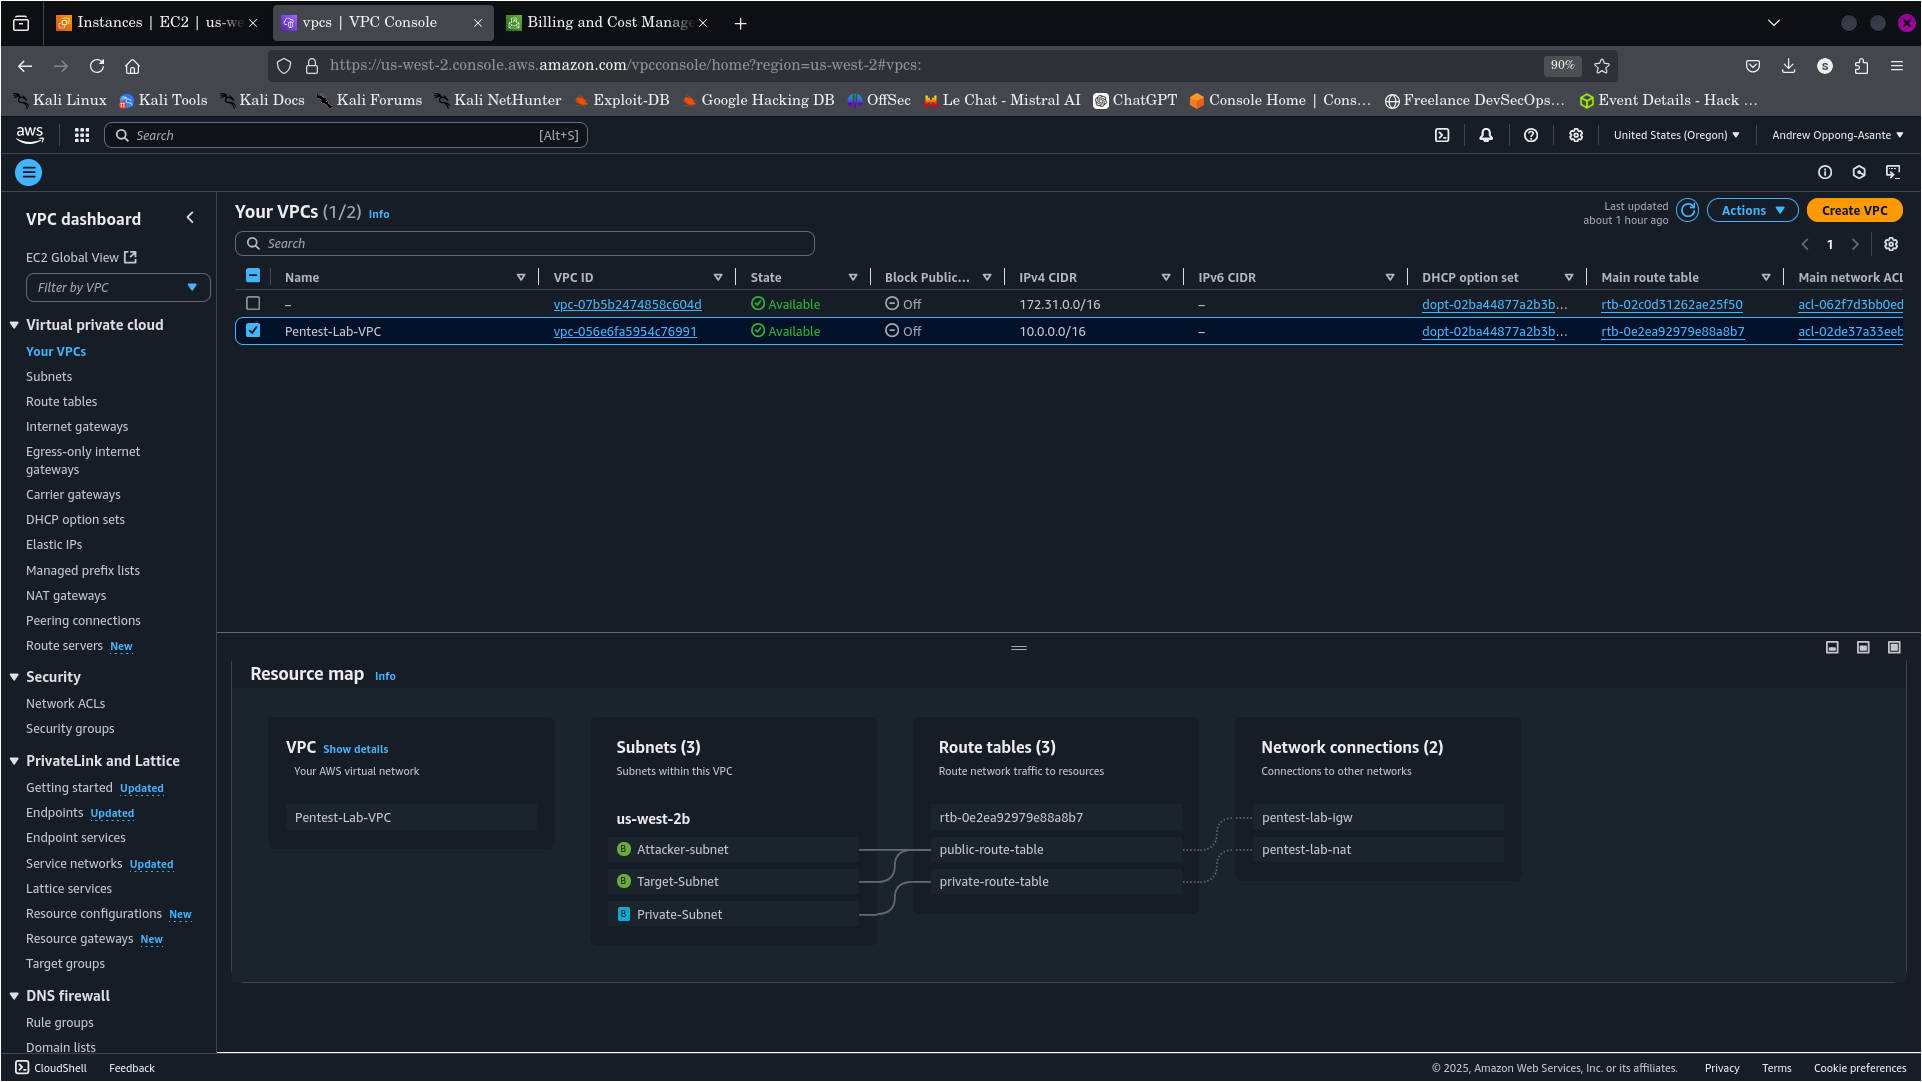 Instances | EC2 | us-we
vpcs | VPC Console
Billing and Cost Manage
https://us-west-2.console.aws.amazon.com/vpcconsole/home?region=us-west-2#vpcs:
90%
S
Kali Linux
Kali Tools
Kali Docs
Kali Forums
Kali NetHunter
Exploit-DB
Google Hacking DB
OffSec
Le Chat - Mistral AI
ChatGPT
Console Home | Cons…
Freelance DevSecOps…
Event Details - Hack …
aws
Search
[Alt+S]
United States (Oregon)
Andrew Oppong-Asante
VPC dashboard
EC2 Global View
Filter by VPC
Virtual private cloud
Your VPCs
Subnets
Route tables
Internet gateways
Egress-only internet
gateways
Carrier gateways
DHCP option sets
Elastic IPs
Managed prefix lists
NAT gateways
Peering connections
Route servers New
Security
Network ACLs
Security groups
PrivateLink and Lattice
Getting started Updated
Endpoints Updated
Endpoint services
Service networks Updated
Lattice services
Resource configurations New
Resource gateways New
Target groups
DNS firewall
Rule groups
Domain lists
Your VPCs (1/2) Info
Last updated
about 1 hour ago
Actions
Create VPC
Search
1
Name VPC ID State Block Public... IPv4 CIDR IPv6 CIDR DHCP option set Main route table Main network ACL
– vpc-07b5b2474858c604d Available Off 172.31.0.0/16 – dopt-02ba44877a2b3b… rtb-02c0d31262ae25f50 acl-062f7d3bb0ed
Pentest-Lab-VPC vpc-056e6fa5954c76991 Available Off 10.0.0.0/16 – dopt-02ba44877a2b3b… rtb-0e2ea92979e88a8b7 acl-02de37a33eeb
Resource map Info
VPC Show details
Your AWS virtual network
Pentest-Lab-VPC
Subnets (3)
Subnets within this VPC
us-west-2b
B Attacker-subnet
B Target-Subnet
B Private-Subnet
Route tables (3)
Route network traffic to resources
rtb-0e2ea92979e88a8b7
public-route-table
private-route-table
Network connections (2)
Connections to other networks
pentest-lab-igw
pentest-lab-nat
CloudShell
Feedback
© 2025, Amazon Web Services, Inc. or its affiliates.
Privacy
Terms
Cookie preferences